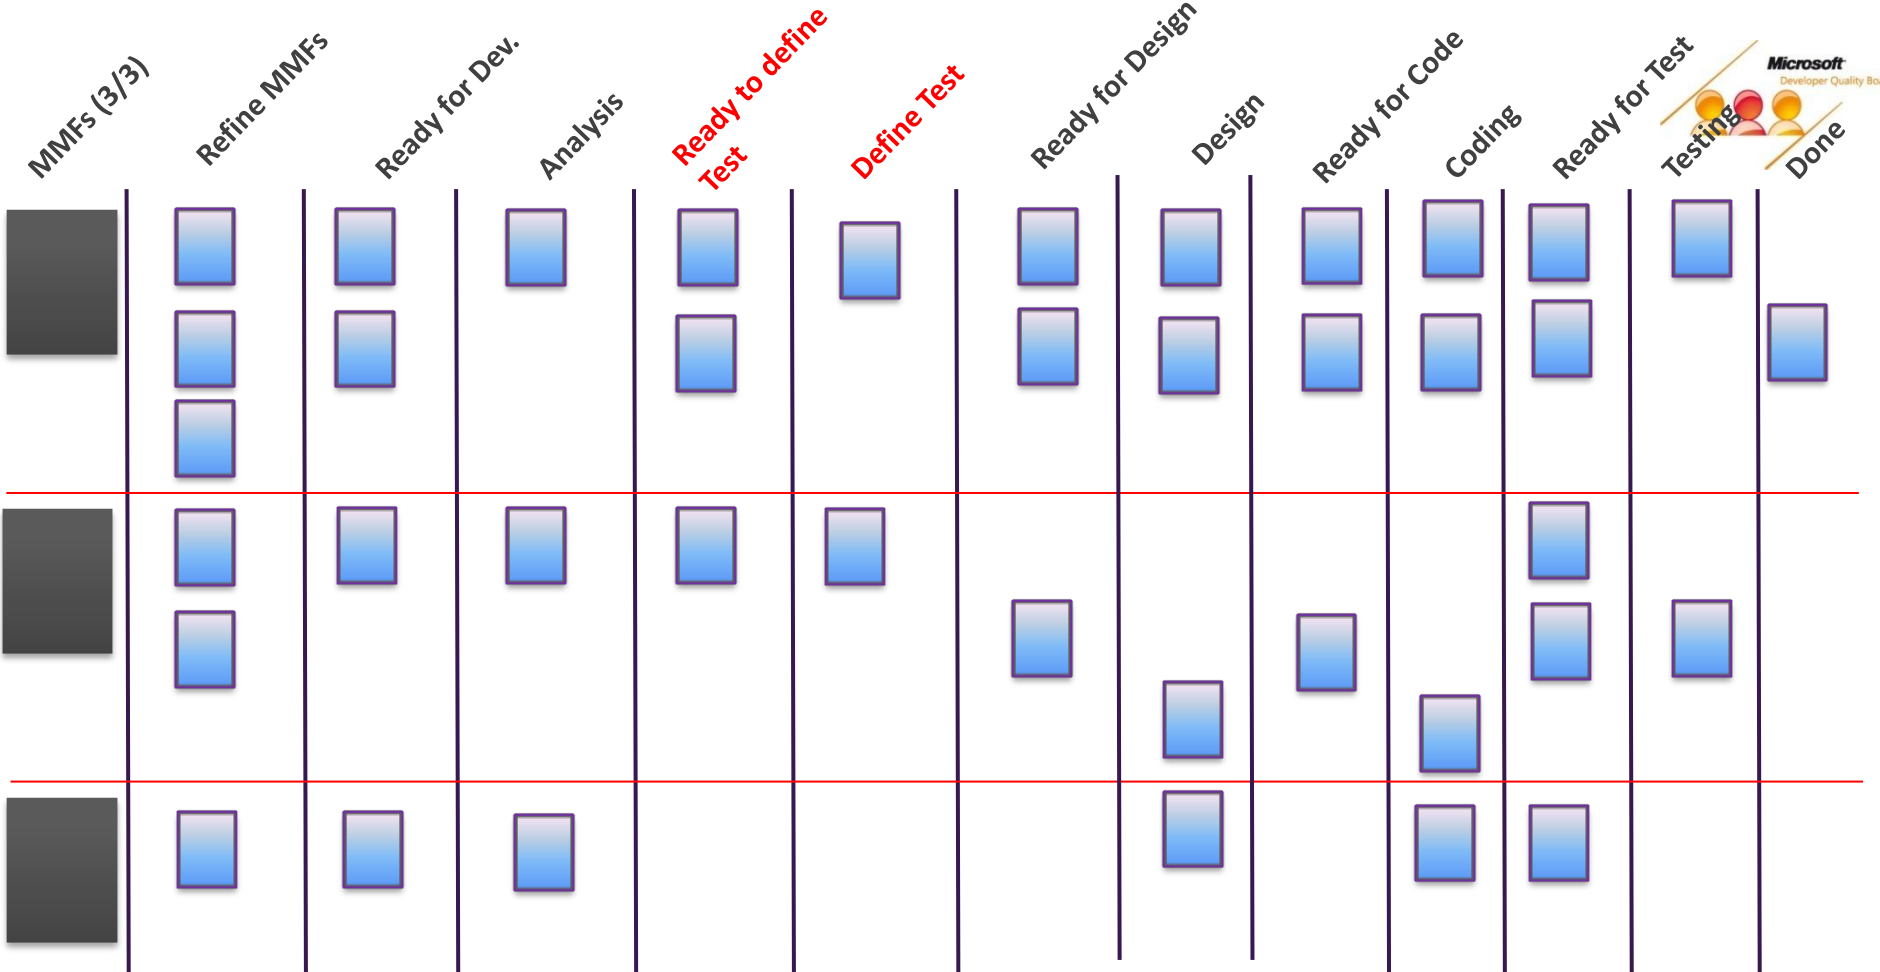 MMFs (3/3)
Refine MMFs
Ready for Dev.
Analysis
Ready to define
Test
Define Test
Ready for Design
Design
Ready for Code
Coding
Ready for Test
Testing
Done
Microsoft
Developer Quality